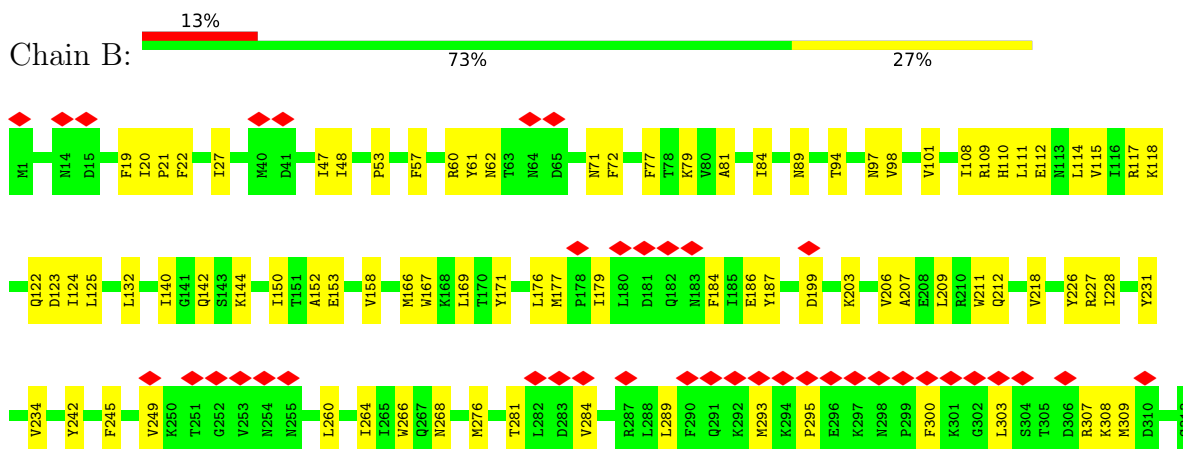 13%
Chain B:
73% 27%
M1 N14 D15 F19 I20 P21 F22 I27 M40 D41 I47 I48 P53 F57 R60 Y61 N62 T63 N64 D65 N71 F72 F77 T78 K79 V80 A81 I84 N89 T94 N97 V98 V101 I108 R109 H110 L111 E112 N113 L114 V115 I116 R117 K118
Q122 D123 I124 L125 L132 I140 G141 Q142 S143 K144 I150 T151 A152 E153 V158 M166 W167 K168 L169 T170 Y171 L176 M177 P178 I179 L180 D181 Q182 N183 F184 I185 E186 Y187 D199 K203 V206 A207 E208 L209 R210 W211 Q212 V218 Y226 R227 I228 Y231
V234 Y242 F245 V249 K250 T251 G252 V253 N254 N255 L260 I264 I265 W266 Q267 N268 M276 T281 L282 D283 V284 R287 L288 L289 F290 Q291 K292 M293 K294 P295 E296 K297 N298 P299 F300 K301 G302 L303 S304 T305 D306 R307 K308 M309 D310